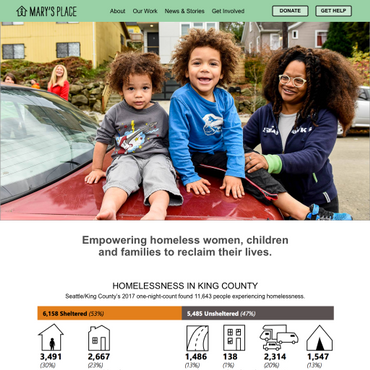 MARY'S PLACE
About Our Work News & Stories Get Involved
DONATE GET HELP
Empowering homeless women, children
and families to reclaim their lives.
HOMELESSNESS IN KING COUNTY
Seattle/King County's 2017 one-night-count found 11,643 people experiencing homelessness.
6,158 Sheltered (53%) 5,485 Unsheltered (47%)
3,491 2,667 1,486 138 2,314 1,547
(30%) (23%) (13%) (1%) (20%) (13%)